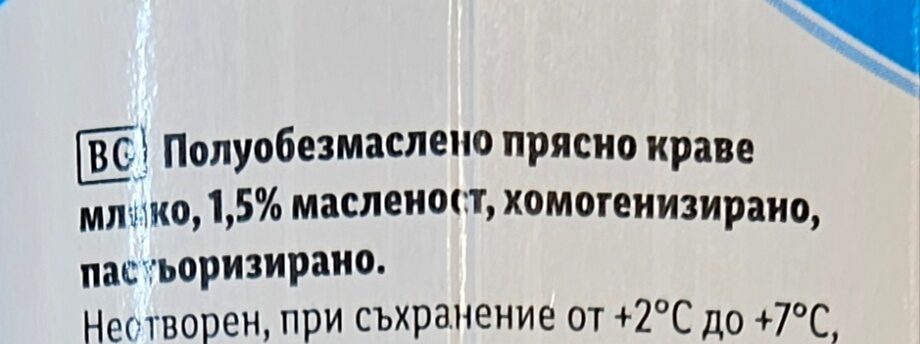 BG Полуобезмаслено прясно краве
мляко, 1,5% масленост, хомогенизирано,
пастьоризирано.
Неотворен, при съхранение от +2°C до +7°C,